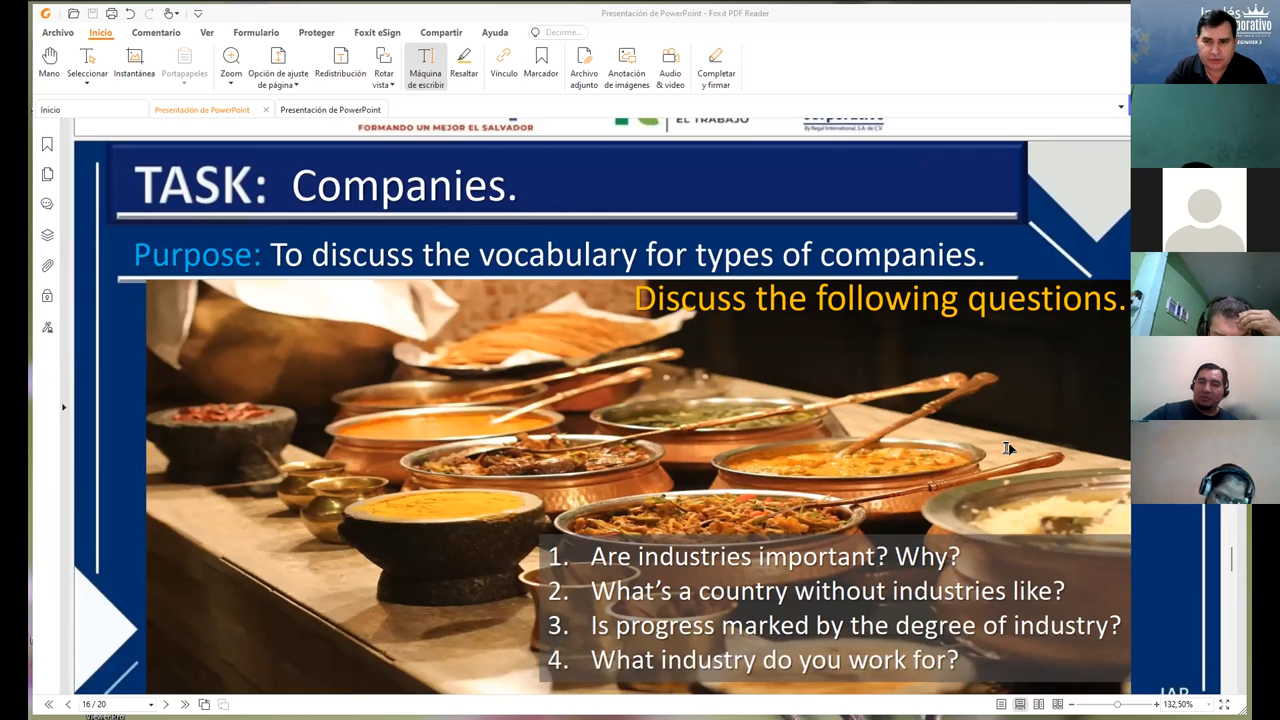 Presentación de PowerPoint - Foxit PDF Reader
Archivo Inicio Comentario Ver Formulario Proteger Foxit eSign Compartir Ayuda Decirme...
Mano Seleccionar Instantánea Portapapeles Zoom Opción de ajuste de página Redistribución Rotar vista Máquina de escribir Resaltar Vínculo Marcador Archivo adjunto Anotación de imágenes Audio & video Completar y firmar
Inicio Presentación de PowerPoint Presentación de PowerPoint
FORMANDO UN MEJOR EL SALVADOR
EL TRABAJO
By Regal International, S.A. de C.V.
TASK: Companies.
Purpose: To discuss the vocabulary for types of companies.
Discuss the following questions.
1. Are industries important? Why?
2. What's a country without industries like?
3. Is progress marked by the degree of industry?
4. What industry do you work for?
16 / 20
132,50%